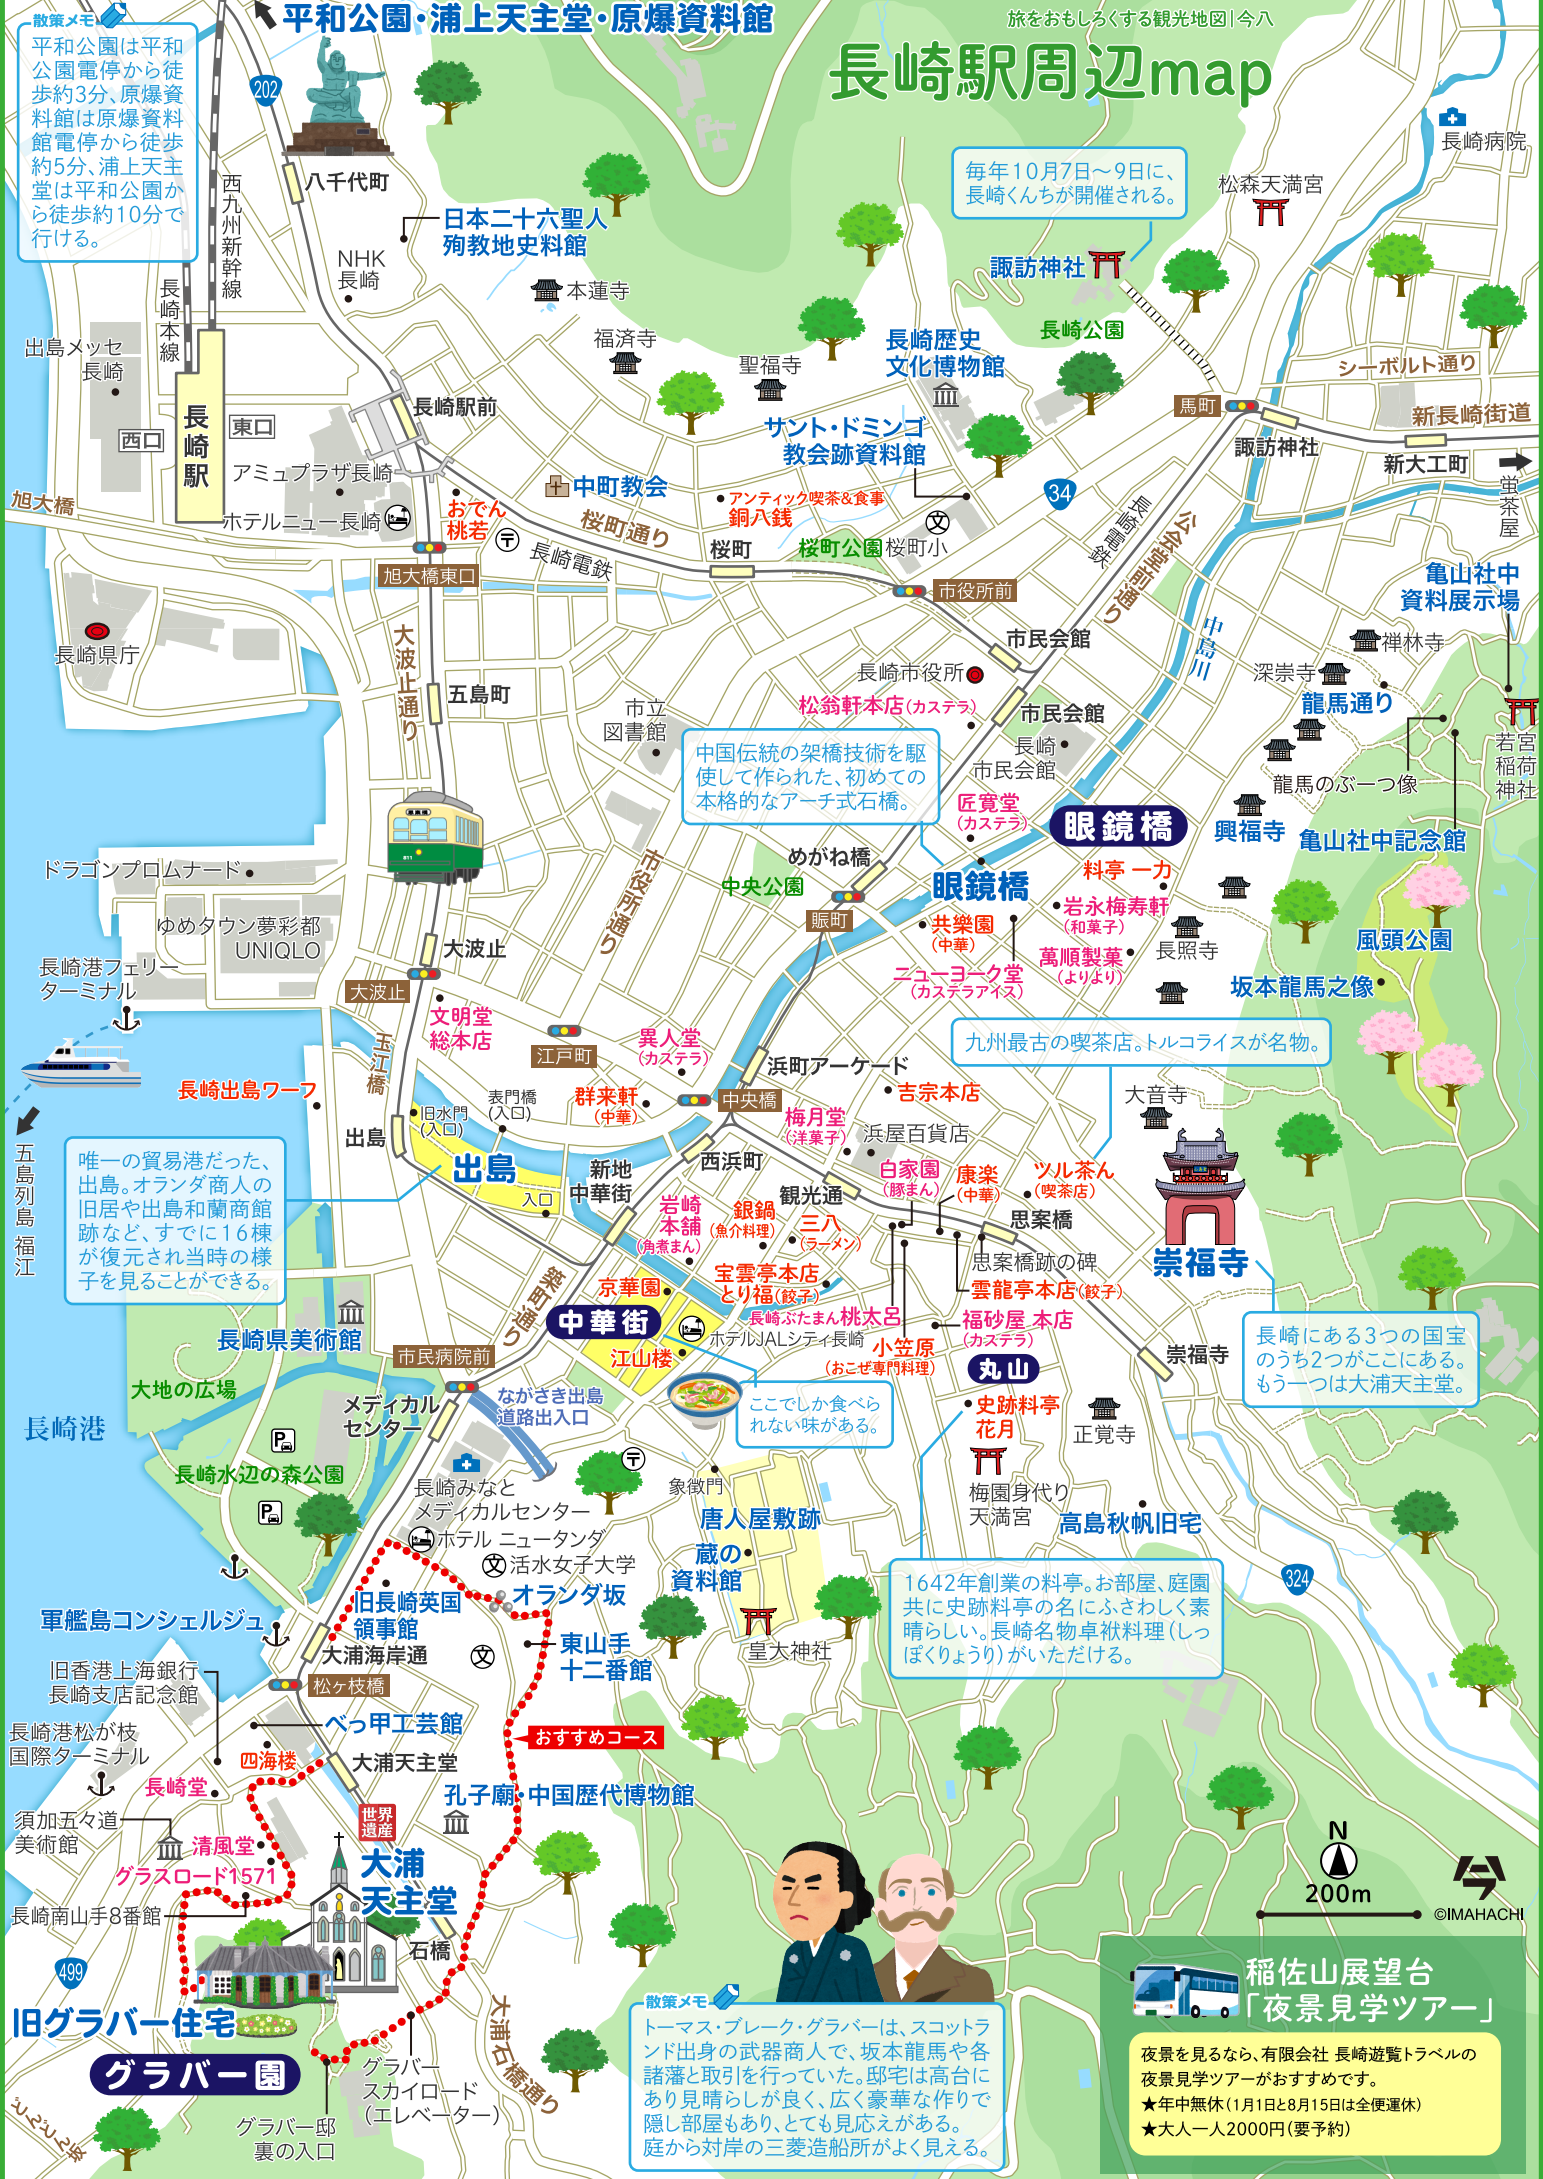 散策メモ
平和公園は平和
公園電停から徒
歩約3分、原爆資
料館は原爆資料
館電停から徒歩
約5分、浦上天主
堂は平和公園か
ら徒歩約10分で
行ける。
平和公園・浦上天主堂・原爆資料館
旅をおもしろくする観光地図|今八
長崎駅周辺map
202
八千代町
西九州新幹線
長崎本線
日本二十六聖人
殉教地史料館
NHK
長崎
本蓮寺
福済寺
聖福寺
毎年10月7日〜9日に、
長崎くんちが開催される。
松森天満宮
長崎病院
諏訪神社
長崎公園
長崎歴史
文化博物館
シーボルト通り
馬町
新長崎街道
諏訪神社
新大工町
蛍茶屋
出島メッセ
長崎
西口
長崎駅
東口
長崎駅前
アミュプラザ長崎
ホテルニュー長崎
旭大橋
おでん
桃若
中町教会
サント・ドミンゴ
教会跡資料館
アンティック喫茶&食事
銅八銭
34
桜町通り
長崎電鉄
桜町
桜町公園
文
桜町小
長崎電鉄
公会堂前通り
旭大橋東口
市役所前
亀山社中
資料展示場
長崎県庁
大波止通り
五島町
市民会館
中島川
禅林寺
深崇寺
龍馬通り
長崎市役所
松翁軒本店(カステラ)
市立
図書館
市民会館
長崎
市民会館
若宮
稲荷
神社
龍馬のぶーつ像
中国伝統の架橋技術を駆
使して作られた、初めての
本格的なアーチ式石橋。
匠寛堂
(カステラ)
眼鏡橋
興福寺
亀山社中記念館
めがね橋
中央公園
眼鏡橋
料亭 一力
賑町
岩永梅寿軒
(和菓子)
共樂園
(中華)
長照寺
風頭公園
萬順製菓
(よりより)
ニューヨーク堂
(カステラアイス)
坂本龍馬之像
ドラゴンプロムナード
ゆめタウン夢彩都
UNIQLO
長崎港フェリー
ターミナル
市役所通り
大波止
大波止
文明堂
総本店
江戸町
異人堂
(カステラ)
浜町アーケード
九州最古の喫茶店。トルコライスが名物。
玉江橋
長崎出島ワーフ
五島列島 福江
旧水門
(入口)
表門橋
(入口)
群来軒
(中華)
中央橋
吉宗本店
大音寺
梅月堂
(洋菓子)
浜屋百貨店
出島
出島
入口
西浜町
新地
中華街
観光通
白家園
(豚まん)
康楽
(中華)
ツル茶ん
(喫茶店)
思案橋
唯一の貿易港だった、
出島。オランダ商人の
旧居や出島和蘭商館
跡など、すでに16棟
が復元され当時の様
子を見ることができる。
岩崎
本舗
(角煮まん)
銀鍋
(魚介料理)
三八
(ラーメン)
思案橋跡の碑
崇福寺
京華園
宝雲亭本店
とり福(餃子)
雲龍亭本店(餃子)
築町通り
中華街
長崎ぶたまん桃太呂
福砂屋 本店
(カステラ)
ホテルJALシティ長崎
小笠原
(おこぜ専門料理)
崇福寺
長崎にある3つの国宝
のうち2つがここにある。
もう一つは大浦天主堂。
長崎県美術館
市民病院前
江山楼
丸山
大地の広場
ながさき出島
道路出入口
ここでしか食べら
れない味がある。
史跡料亭
花月
正覚寺
長崎港
メディカル
センター
長崎水辺の森公園
P
P
長崎みなと
メディカルセンター
象徴門
梅園身代り
天満宮
高島秋帆旧宅
唐人屋敷跡
ホテル ニュータンダ
文
活水女子大学
蔵の
資料館
324
オランダ坂
旧長崎英国
領事館
1642年創業の料亭。お部屋、庭園
共に史跡料亭の名にふさわしく素
晴らしい。長崎名物卓袱料理(しっ
ぽくりょうり)がいただける。
軍艦島コンシェルジュ
大浦海岸通
文
東山手
十二番館
皇大神社
旧香港上海銀行
長崎支店記念館
松ヶ枝橋
べっ甲工芸館
おすすめコース
長崎港松が枝
国際ターミナル
四海楼
大浦天主堂
長崎堂
孔子廟・中国歴代博物館
須加五々道
美術館
世界
遺産
清風堂
グラスロード1571
大浦
天主堂
長崎南山手8番館
石橋
N
200m
©IMAHACHI
499
旧グラバー住宅
グラバー園
大浦石橋通り
グラバー
スカイロード
(エレベーター)
グラバー邸
裏の入口
どんどん坂
散策メモ
トーマス・ブレーク・グラバーは、スコットラ
ンド出身の武器商人で、坂本龍馬や各
諸藩と取引を行っていた。邸宅は高台に
あり見晴らしが良く、広く豪華な作りで
隠し部屋もあり、とても見応えがある。
庭から対岸の三菱造船所がよく見える。
稲佐山展望台
「夜景見学ツアー」
夜景を見るなら、有限会社 長崎遊覧トラベルの
夜景見学ツアーがおすすめです。
★年中無休(1月1日と8月15日は全便運休)
★大人一人2000円(要予約)